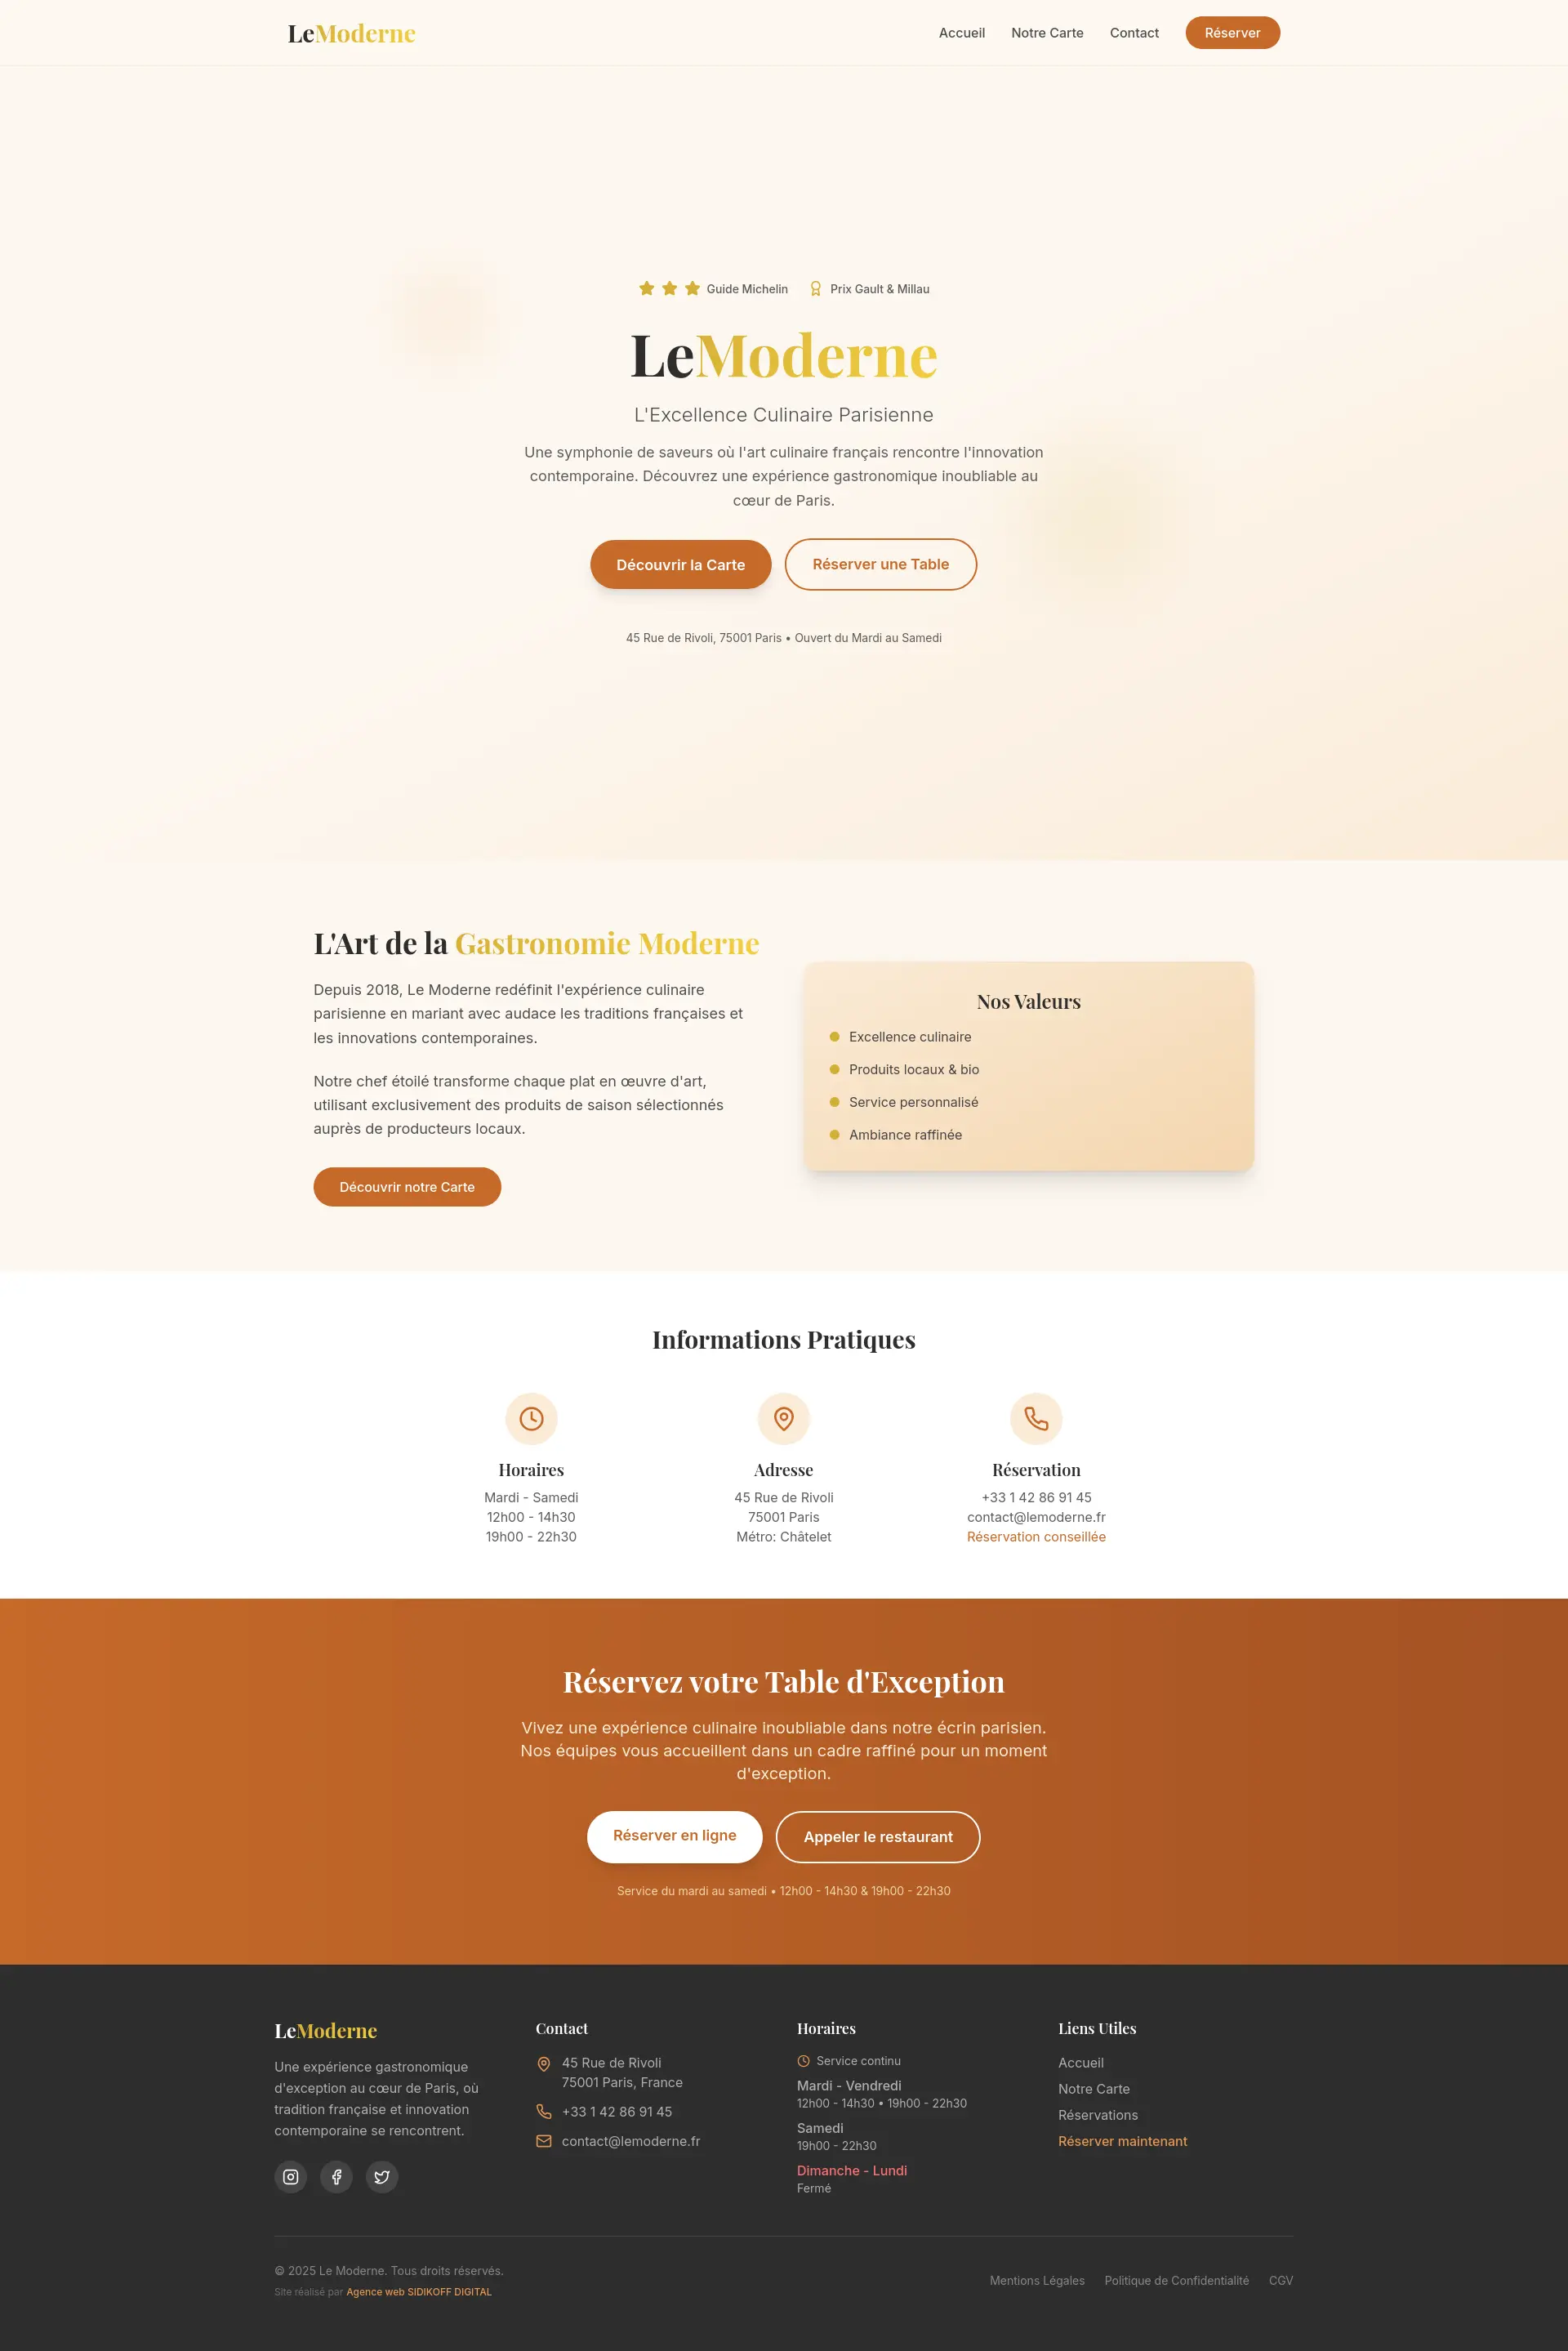 LeModerne
Accueil
Notre Carte
Contact
Réserver
Guide Michelin
Prix Gault & Millau
LeModerne
L'Excellence Culinaire Parisienne
Une symphonie de saveurs où l'art culinaire français rencontre l'innovation
contemporaine. Découvrez une expérience gastronomique inoubliable au
cœur de Paris.
Découvrir la Carte
Réserver une Table
45 Rue de Rivoli, 75001 Paris • Ouvert du Mardi au Samedi
L'Art de la Gastronomie Moderne
Depuis 2018, Le Moderne redéfinit l'expérience culinaire
parisienne en mariant avec audace les traditions françaises et
les innovations contemporaines.
Notre chef étoilé transforme chaque plat en œuvre d'art,
utilisant exclusivement des produits de saison sélectionnés
auprès de producteurs locaux.
Découvrir notre Carte
Nos Valeurs
Excellence culinaire
Produits locaux & bio
Service personnalisé
Ambiance raffinée
Informations Pratiques
Horaires
Mardi - Samedi
12h00 - 14h30
19h00 - 22h30
Adresse
45 Rue de Rivoli
75001 Paris
Métro: Châtelet
Réservation
+33 1 42 86 91 45
contact@lemoderne.fr
Réservation conseillée
Réservez votre Table d'Exception
Vivez une expérience culinaire inoubliable dans notre écrin parisien.
Nos équipes vous accueillent dans un cadre raffiné pour un moment
d'exception.
Réserver en ligne
Appeler le restaurant
Service du mardi au samedi • 12h00 - 14h30 & 19h00 - 22h30
LeModerne
Une expérience gastronomique
d'exception au cœur de Paris, où
tradition française et innovation
contemporaine se rencontrent.
Contact
45 Rue de Rivoli
75001 Paris, France
+33 1 42 86 91 45
contact@lemoderne.fr
Horaires
Service continu
Mardi - Vendredi
12h00 - 14h30 • 19h00 - 22h30
Samedi
19h00 - 22h30
Dimanche - Lundi
Fermé
Liens Utiles
Accueil
Notre Carte
Réservations
Réserver maintenant
© 2025 Le Moderne. Tous droits réservés.
Site réalisé par Agence web SIDIKOFF DIGITAL
Mentions Légales
Politique de Confidentialité
CGV